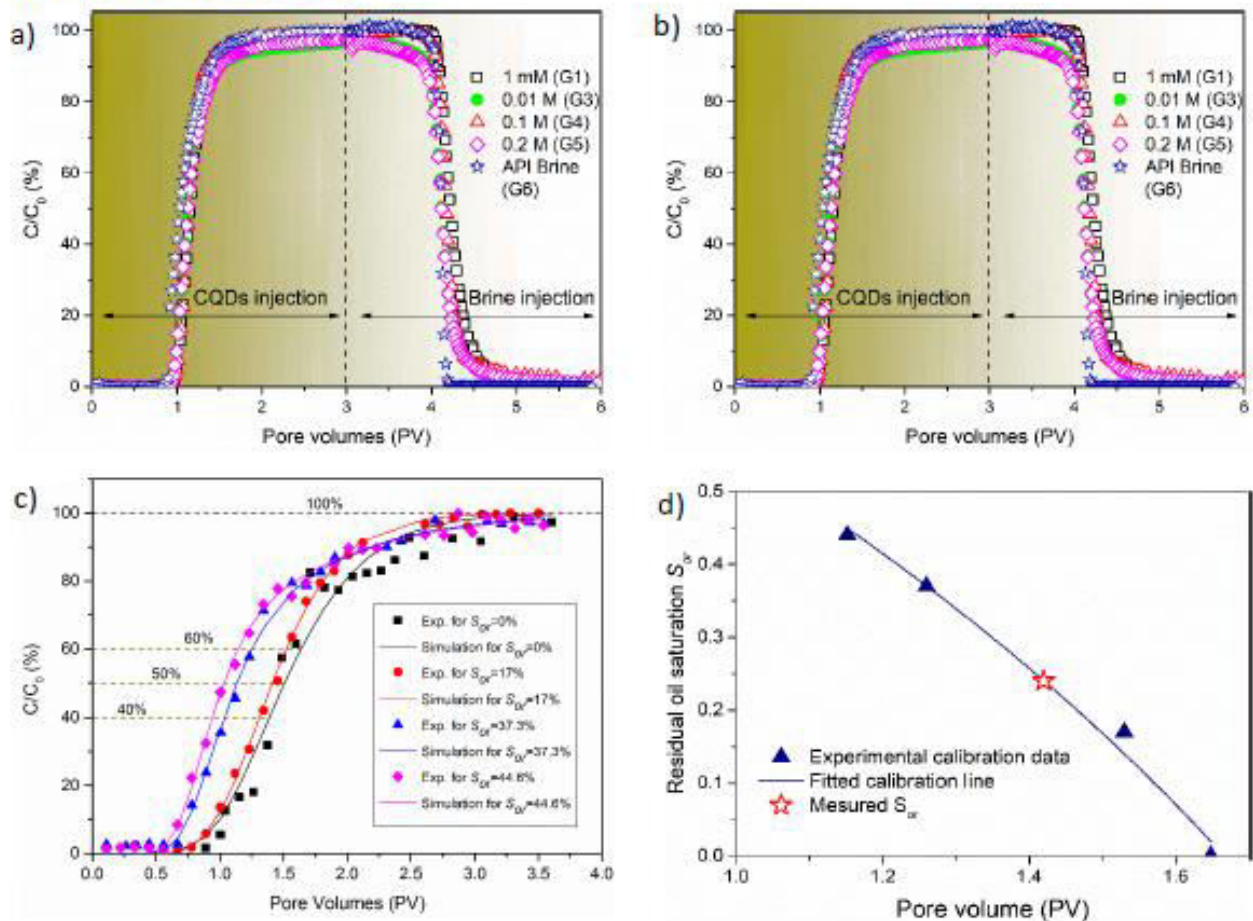 a)
100
80
60
40
20
0
C/C0 (%)
1 mM (G1)
0.01 M (G3)
0.1 M (G4)
0.2 M (G5)
API Brine
(G6)
CQDs injection
Brine injection
0 1 2 3 4 5 6
Pore volumes (PV)
b)
100
80
60
40
20
0
C/C0 (%)
1 mM (G1)
0.01 M (G3)
0.1 M (G4)
0.2 M (G5)
API Brine
(G6)
CQDs injection
Brine injection
0 1 2 3 4 5 6
Pore volumes (PV)
c)
100
80
60
40
20
0
C/C0 (%)
100%
60%
50%
40%
Exp. for Sor=0%
Simulation for Sor=0%
Exp. for Sor=17%
Simulation for Sor=17%
Exp. for Sor=37.3%
Simulation for Sor=37.3%
Exp. for Sor=44.6%
Simulation for Sor=44.6%
0.0 0.5 1.0 1.5 2.0 2.5 3.0 3.5 4.0
Pore Volumes (PV)
d)
0.5
0.4
0.3
0.2
0.1
0.0
Residual oil saturation Sor
Experimental calibration data
Fitted calibration line
Mesured Sor
1.0 1.2 1.4 1.6
Pore volume (PV)